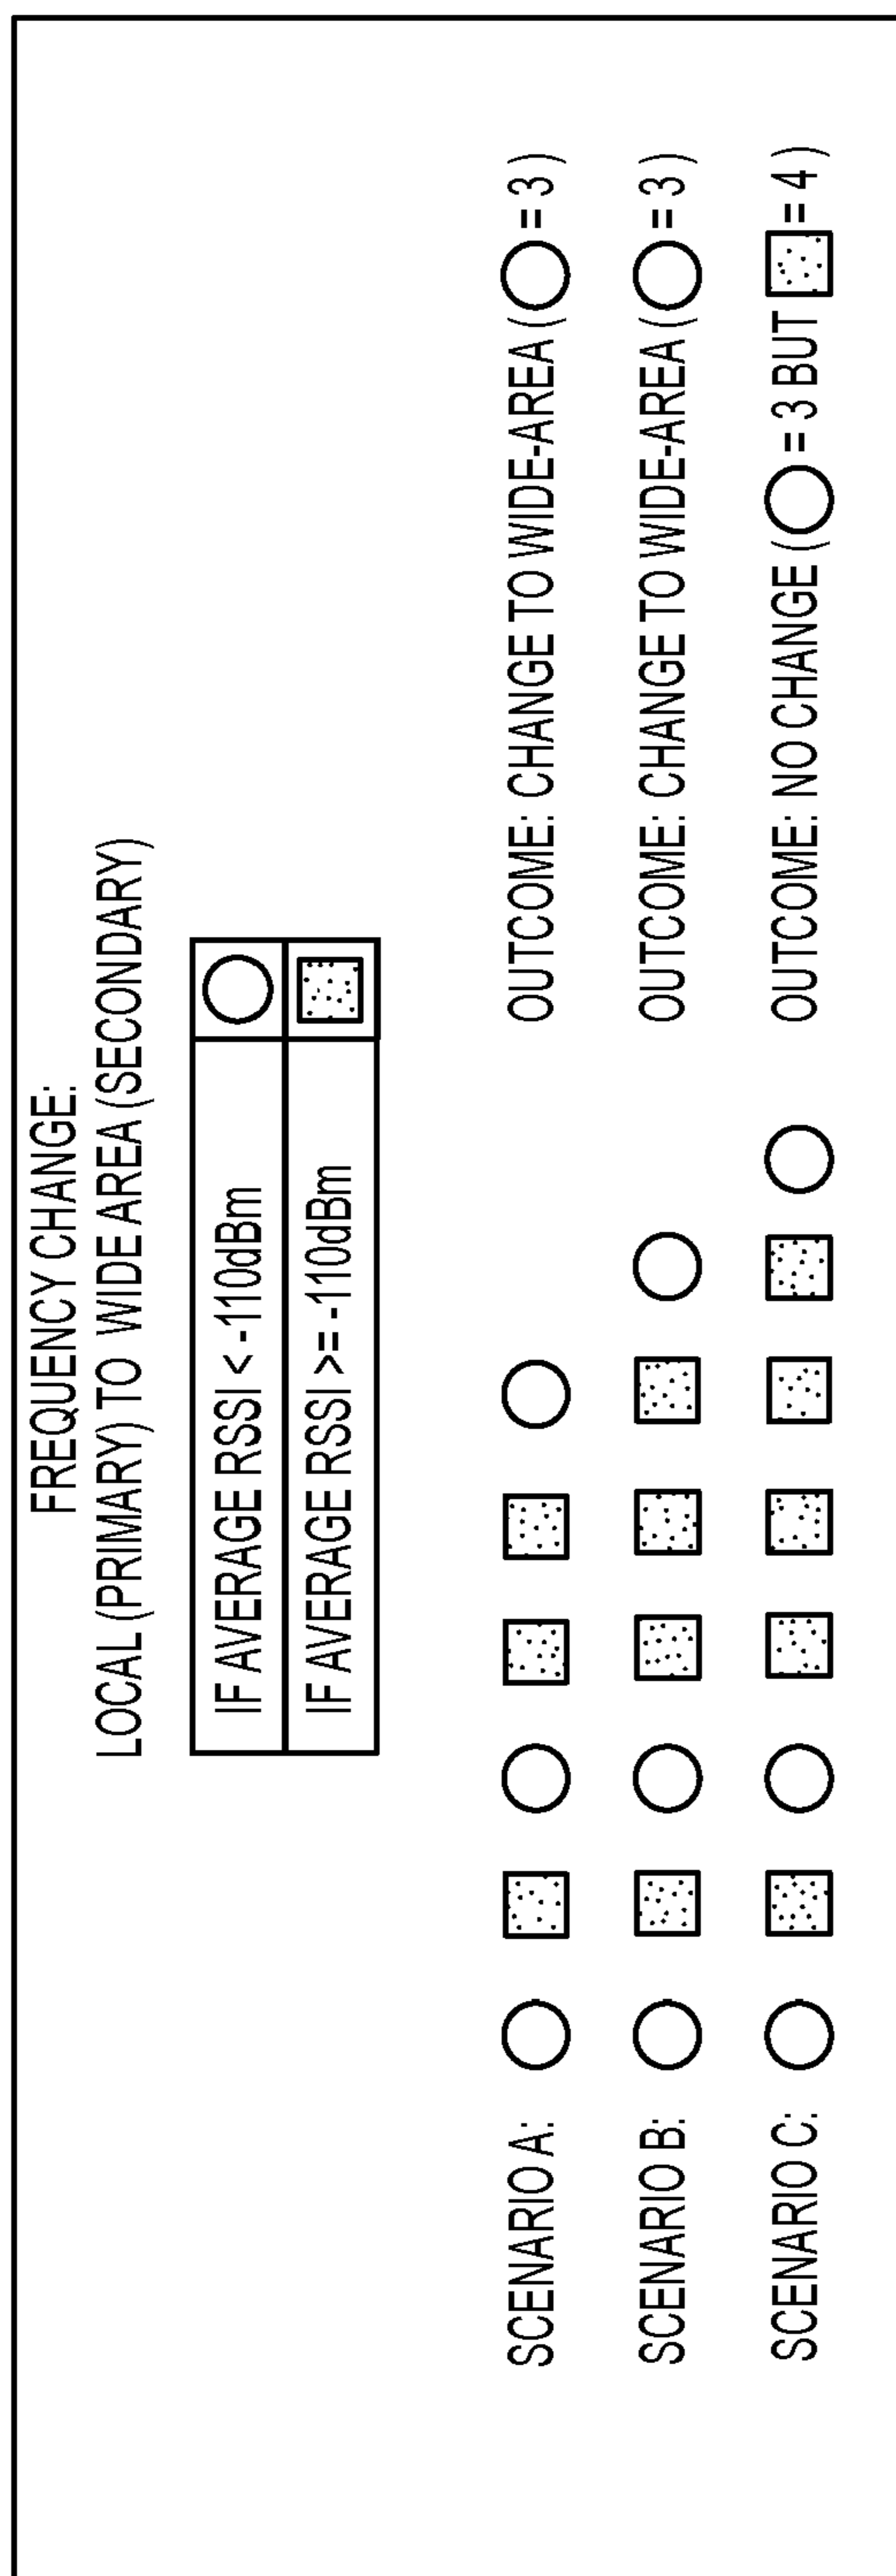 FREQUENCY CHANGE:
LOCAL (PRIMARY) TO WIDE AREA (SECONDARY)
IF AVERAGE RSSI < -110dBm
IF AVERAGE RSSI >= -110dBm
SCENARIO A: OUTCOME: CHANGE TO WIDE-AREA ( = 3 )
SCENARIO B: OUTCOME: CHANGE TO WIDE-AREA ( = 3 )
SCENARIO C: OUTCOME: NO CHANGE ( = 3 BUT = 4 )